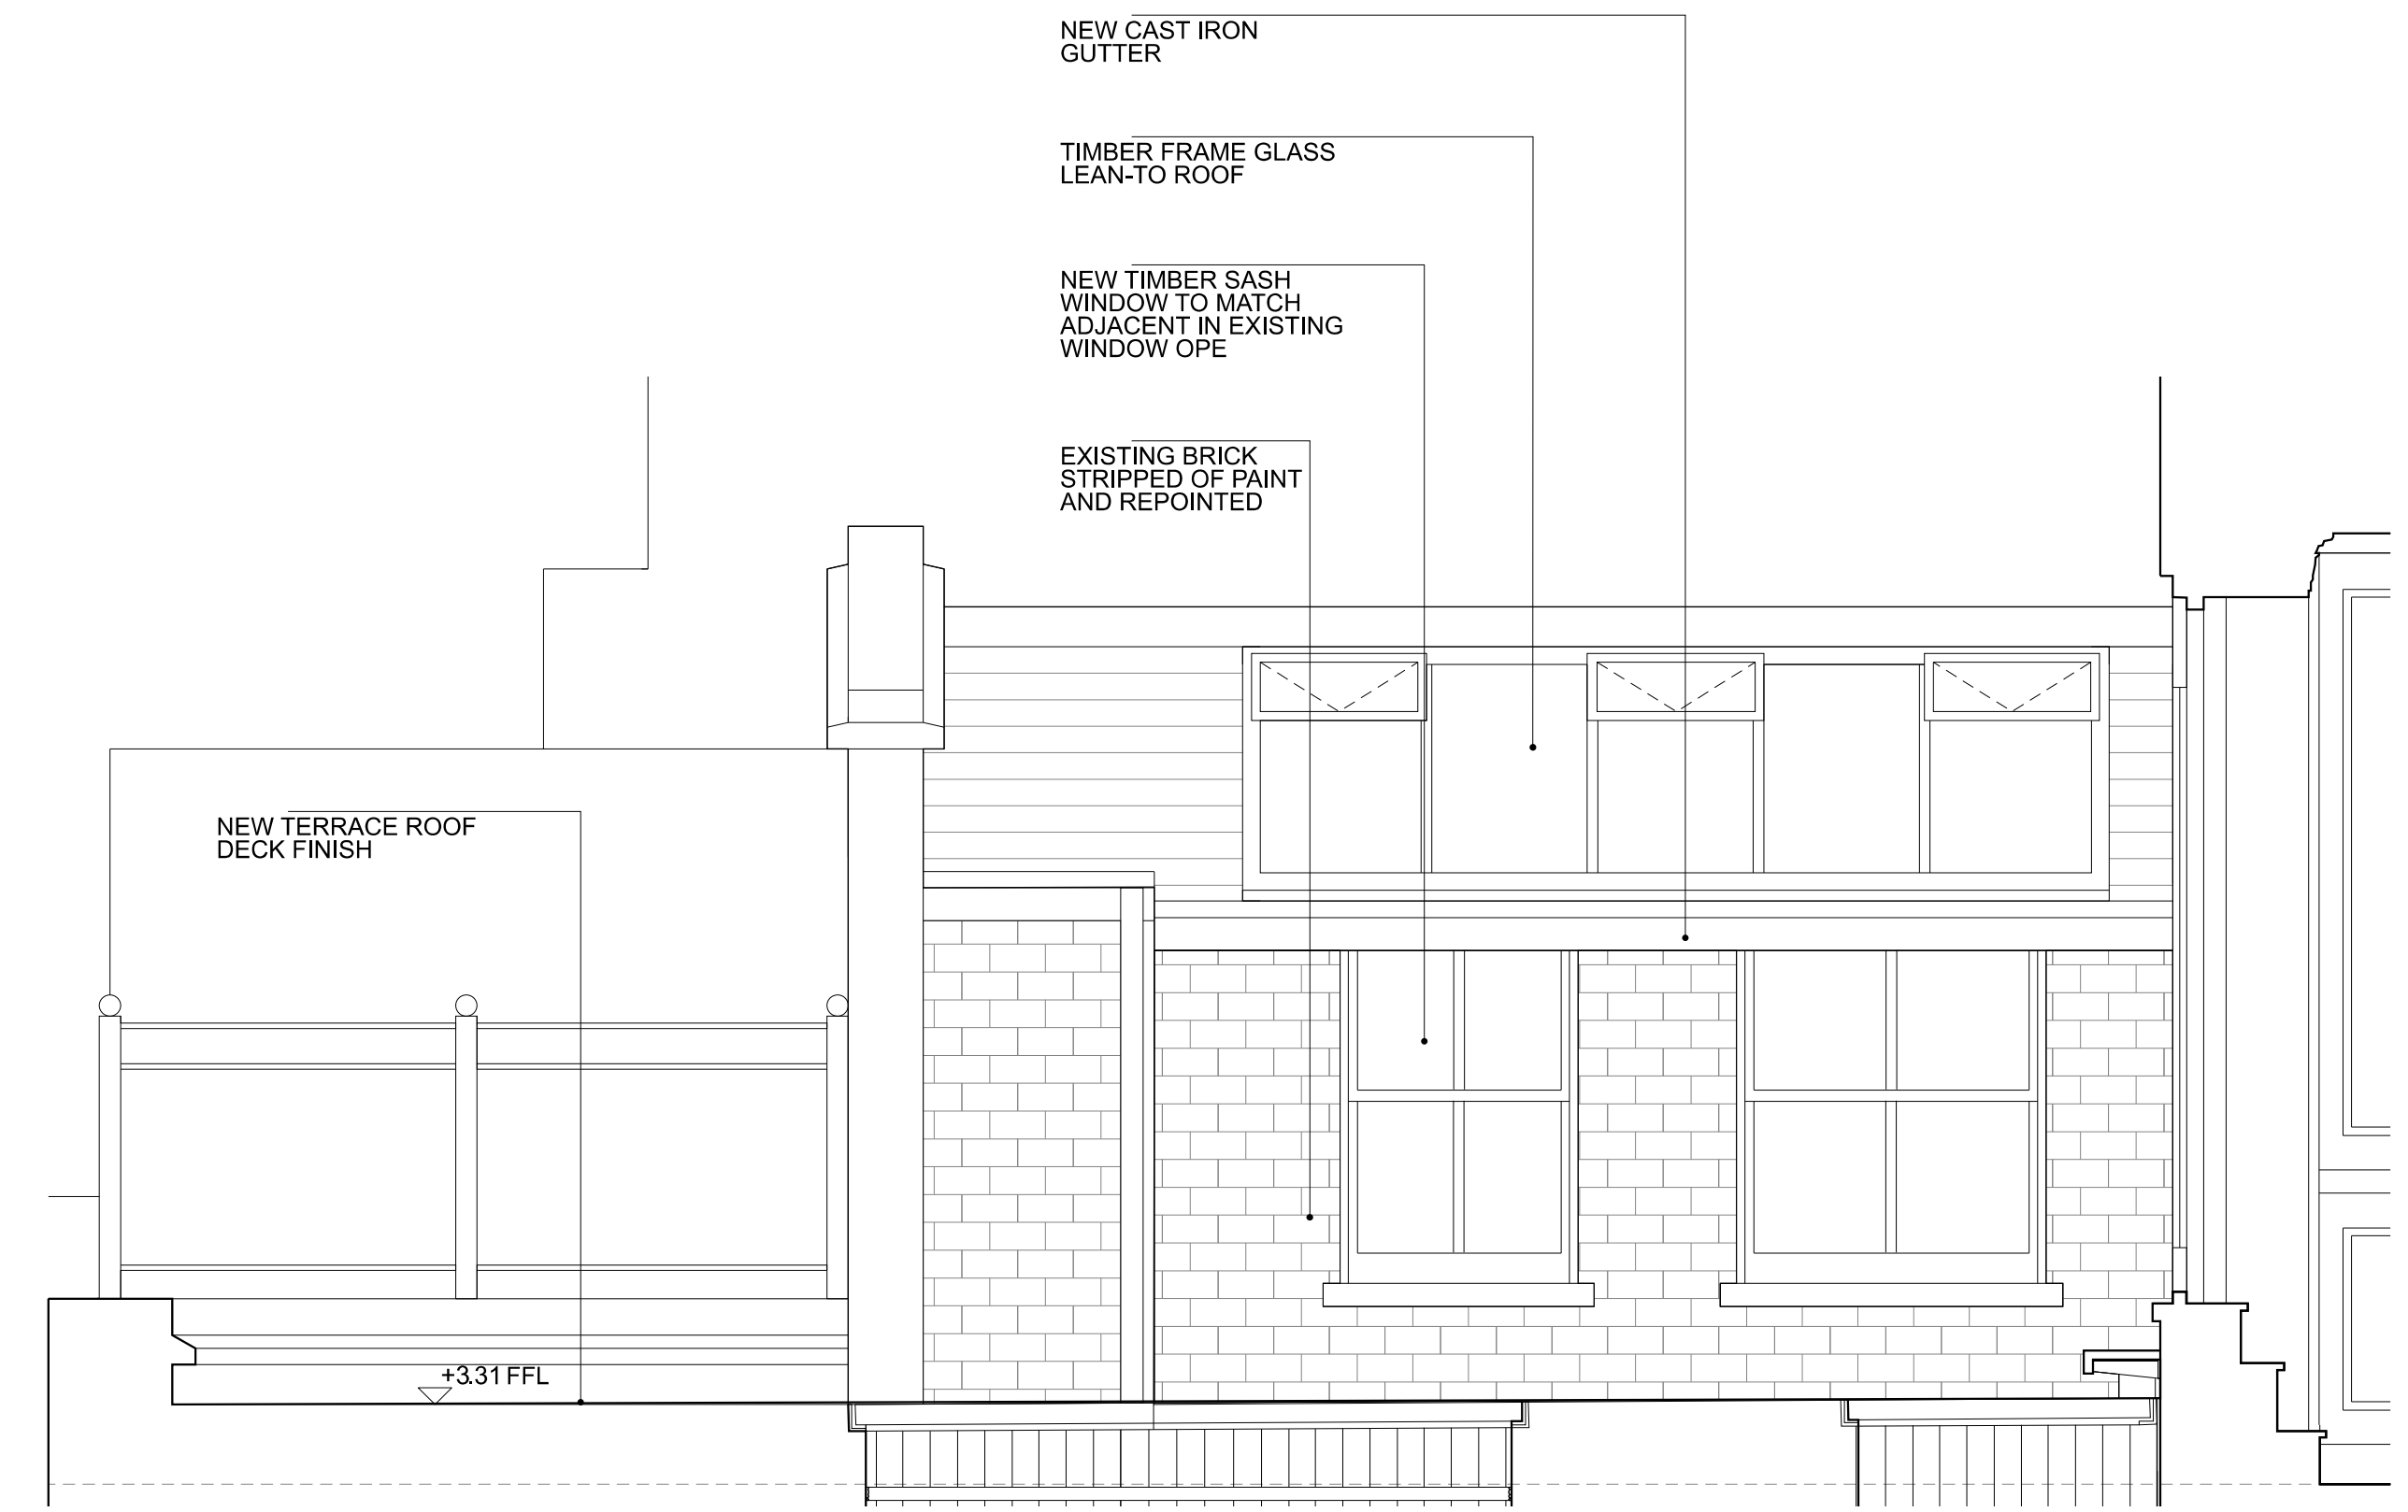 NEW CAST IRON
GUTTER
TIMBER FRAME GLASS
LEAN-TO ROOF
NEW TIMBER SASH
WINDOW TO MATCH
ADJACENT IN EXISTING
WINDOW OPE
EXISTING BRICK
STRIPPED OF PAINT
AND REPOINTED
NEW TERRACE ROOF
DECK FINISH
+3.31 FFL